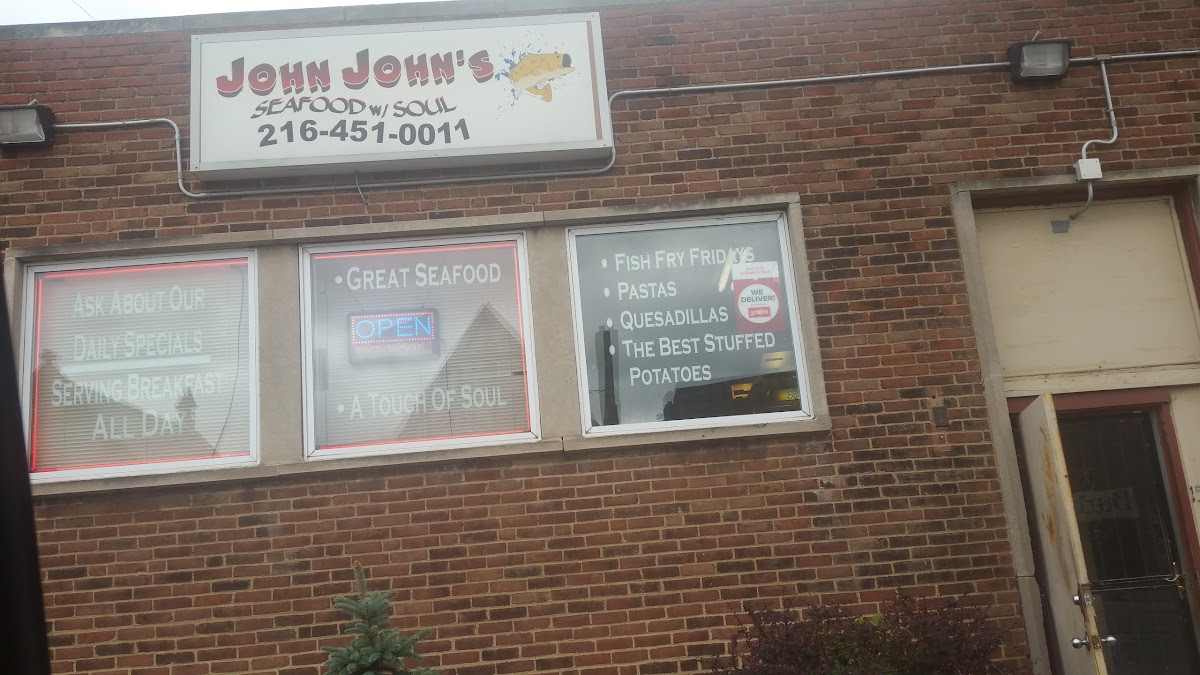 JOHN JOHN'S
SEAFOOD W/ SOUL
216-451-0011
ASK ABOUT OUR
DAILY SPECIALS
SERVING BREAKFAST
ALL DAY
• GREAT SEAFOOD
OPEN
• A TOUCH OF SOUL
• FISH FRY FRIDAYS
• PASTAS
• QUESADILLAS
• THE BEST STUFFED
POTATOES
WE
DELIVER!